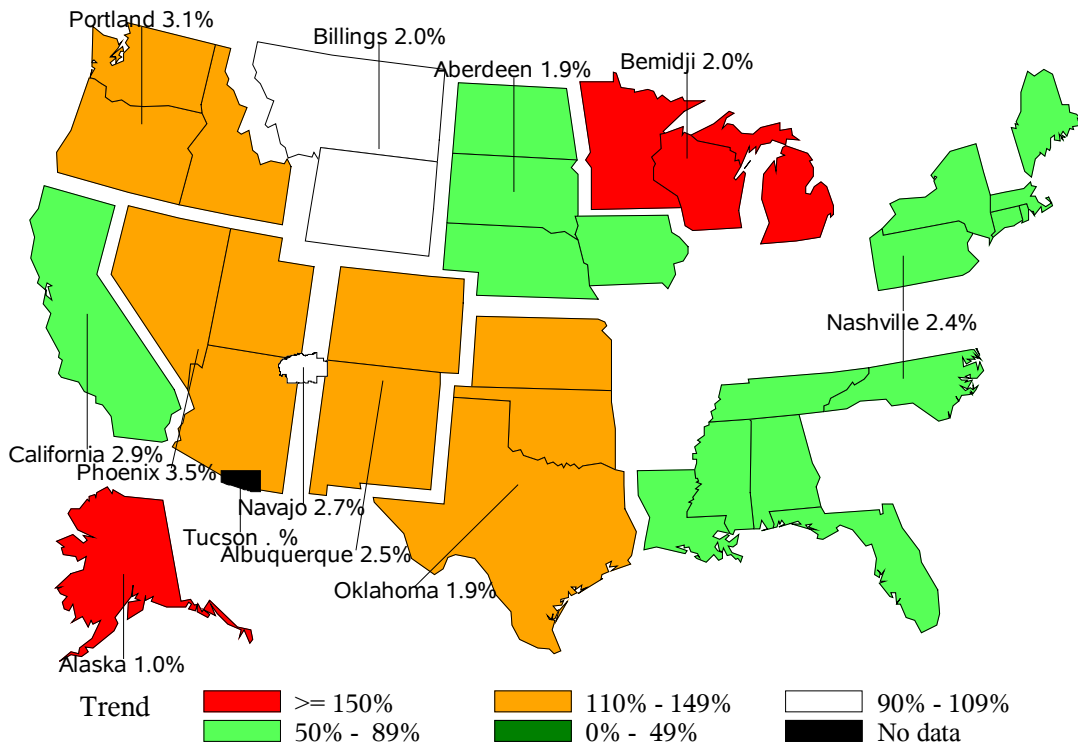 Portland 3.1%
Billings 2.0%
Aberdeen 1.9%
Bemidji 2.0%
Nashville 2.4%
California 2.9%
Phoenix 3.5%
Navajo 2.7%
Tucson . %
Albuquerque 2.5%
Oklahoma 1.9%
Alaska 1.0%
Trend
>= 150%
110% - 149%
90% - 109%
50% - 89%
0% - 49%
No data